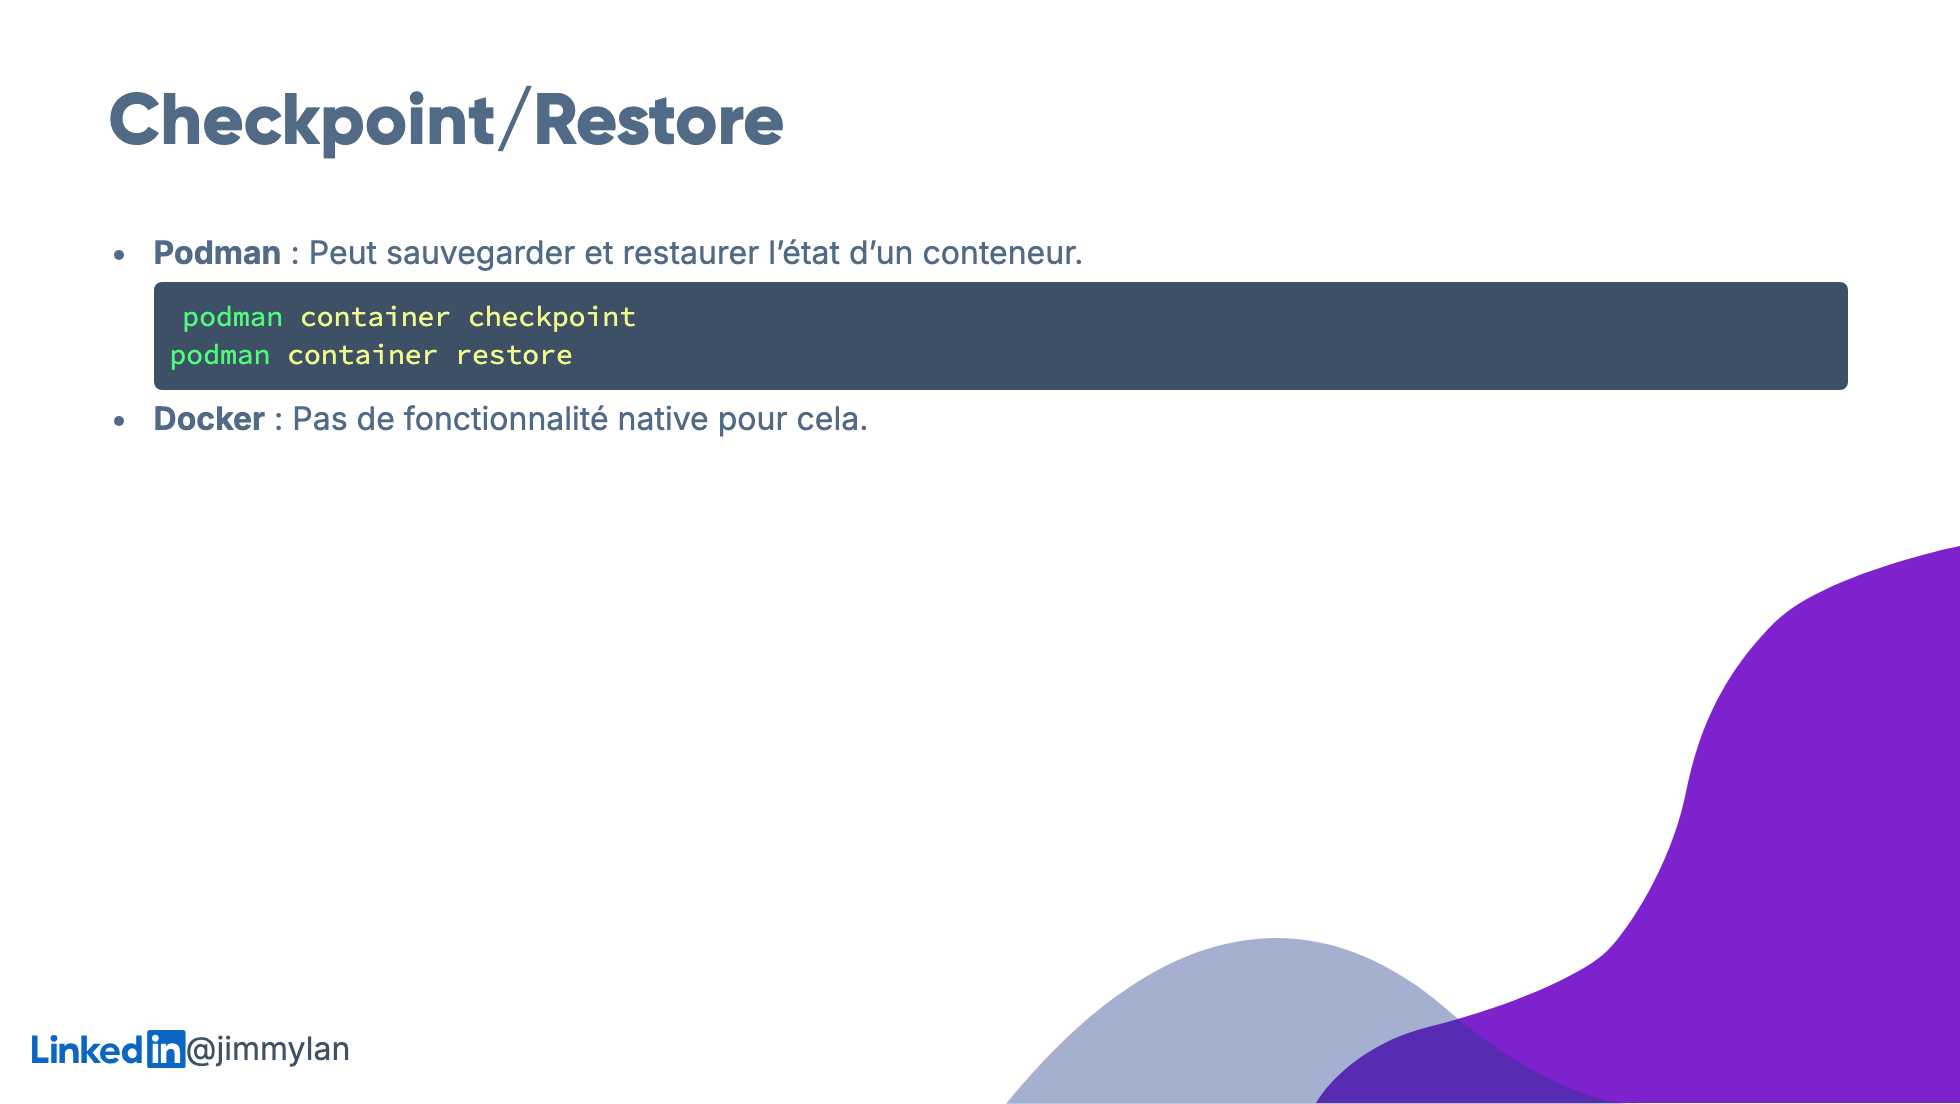 Checkpoint/Restore
• Podman : Peut sauvegarder et restaurer l’état d’un conteneur.
podman container checkpoint
podman container restore
• Docker : Pas de fonctionnalité native pour cela.
Linkedin@jimmylan